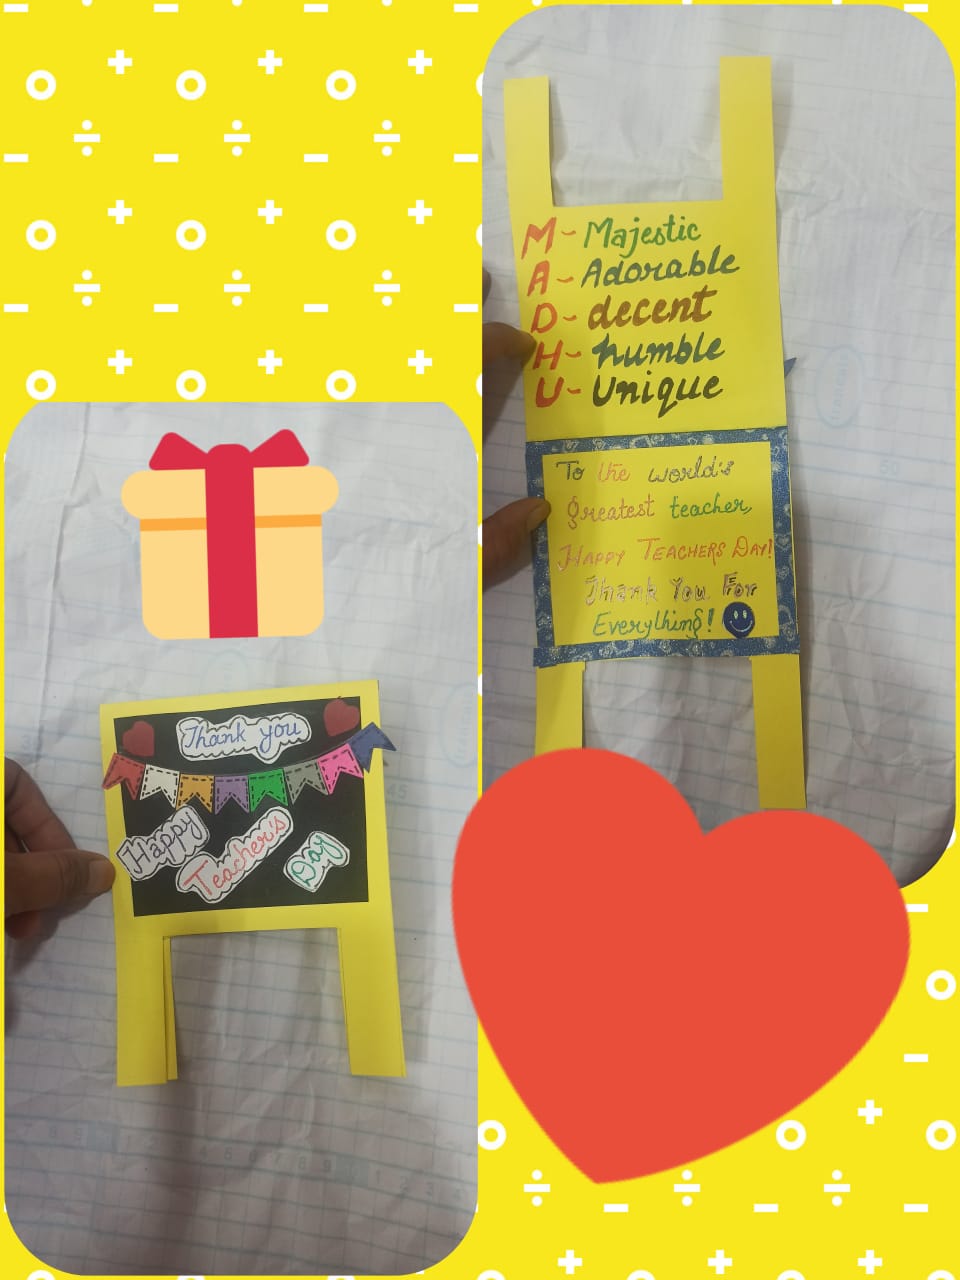 M - Majestic
A - Adorable
D - decent
H - humble
U - Unique
To the world's
greatest teacher,
HAPPY TEACHERS DAY!
Thank You For
Everything!
Thank you
Happy
Teacher's
Day